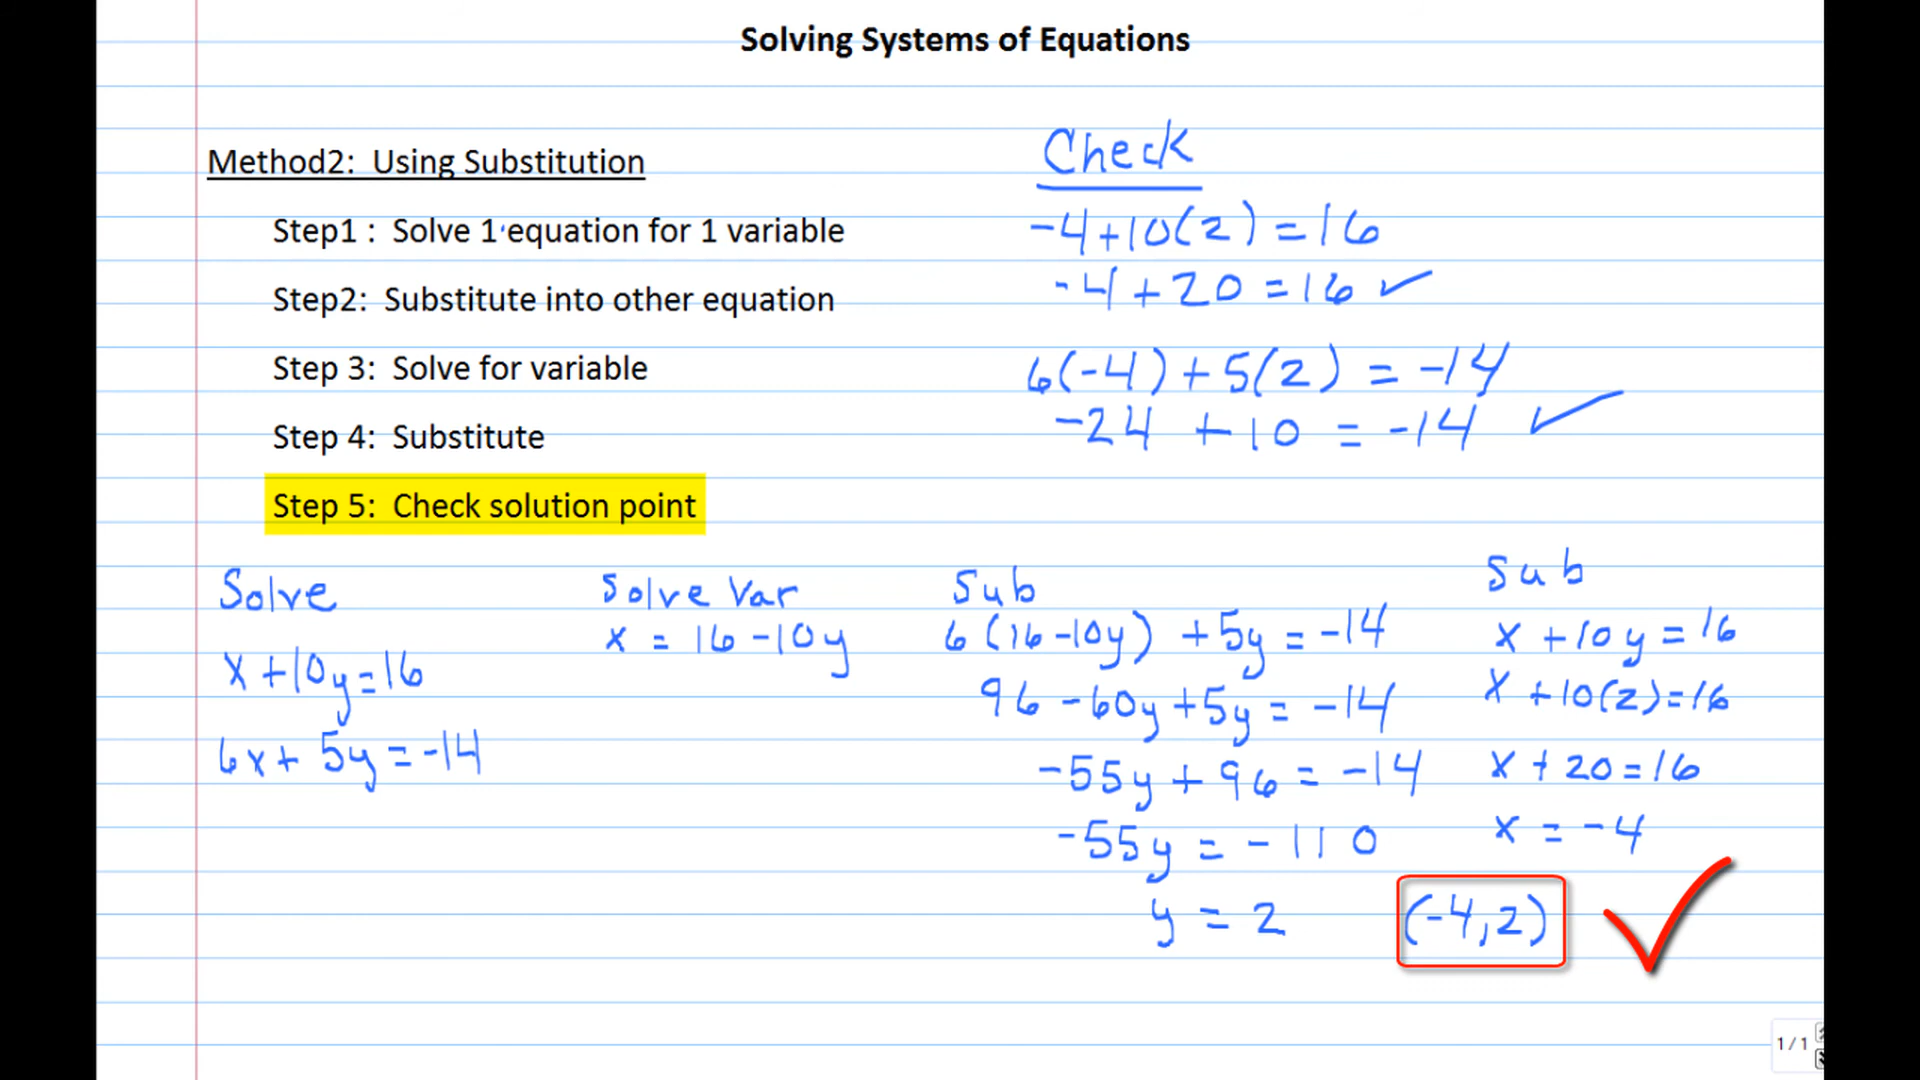 Solving Systems of Equations
Method2: Using Substitution
Step1 : Solve 1 equation for 1 variable
Step2: Substitute into other equation
Step 3: Solve for variable
Step 4: Substitute
Step 5: Check solution point
Check
-4+10(2)=16
-4+20=16 ✓
6(-4)+5(2) = -14
-24 +10 = -14 ✓
Solve
x+10y=16
6x+ 5y=-14
Solve Var
x = 16-10y
Sub
6(16-10y) +5y=-14
96-60y+5y=-14
-55y+96=-14
-55y=-110
y=2
Sub
x+10y=16
x+10(2)=16
x+20=16
x=-4
(-4,2) ✓
1/1